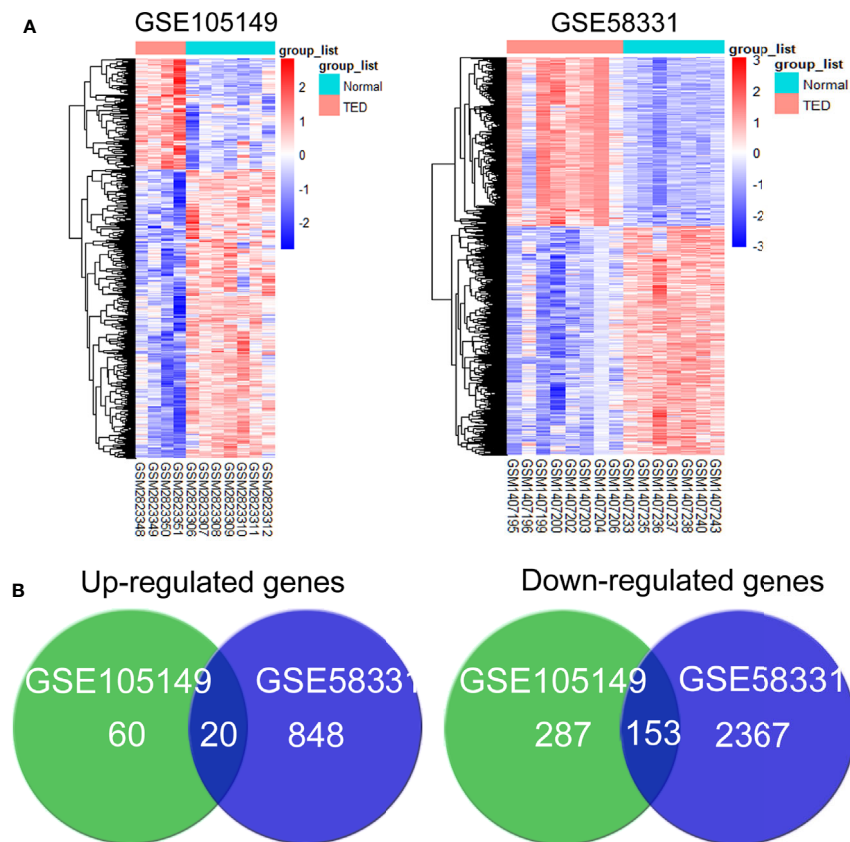 A
GSE105149
GSE58331
group_list
group_list
Normal
TED
2
1
0
-1
-2
GSM2823348
GSM2823349
GSM2823350
GSM2823351
GSM2823306
GSM2823307
GSM2823308
GSM2823309
GSM2823310
GSM2823311
GSM2823312
group_list
group_list
Normal
TED
3
2
1
0
-1
-2
-3
GSM1407195
GSM1407196
GSM1407199
GSM1407200
GSM1407202
GSM1407203
GSM1407204
GSM1407206
GSM1407233
GSM1407235
GSM1407236
GSM1407237
GSM1407238
GSM1407240
GSM1407243
B
Up-regulated genes
Down-regulated genes
GSE105149
GSE58331
60
20
848
GSE105149
GSE58331
287
153
2367